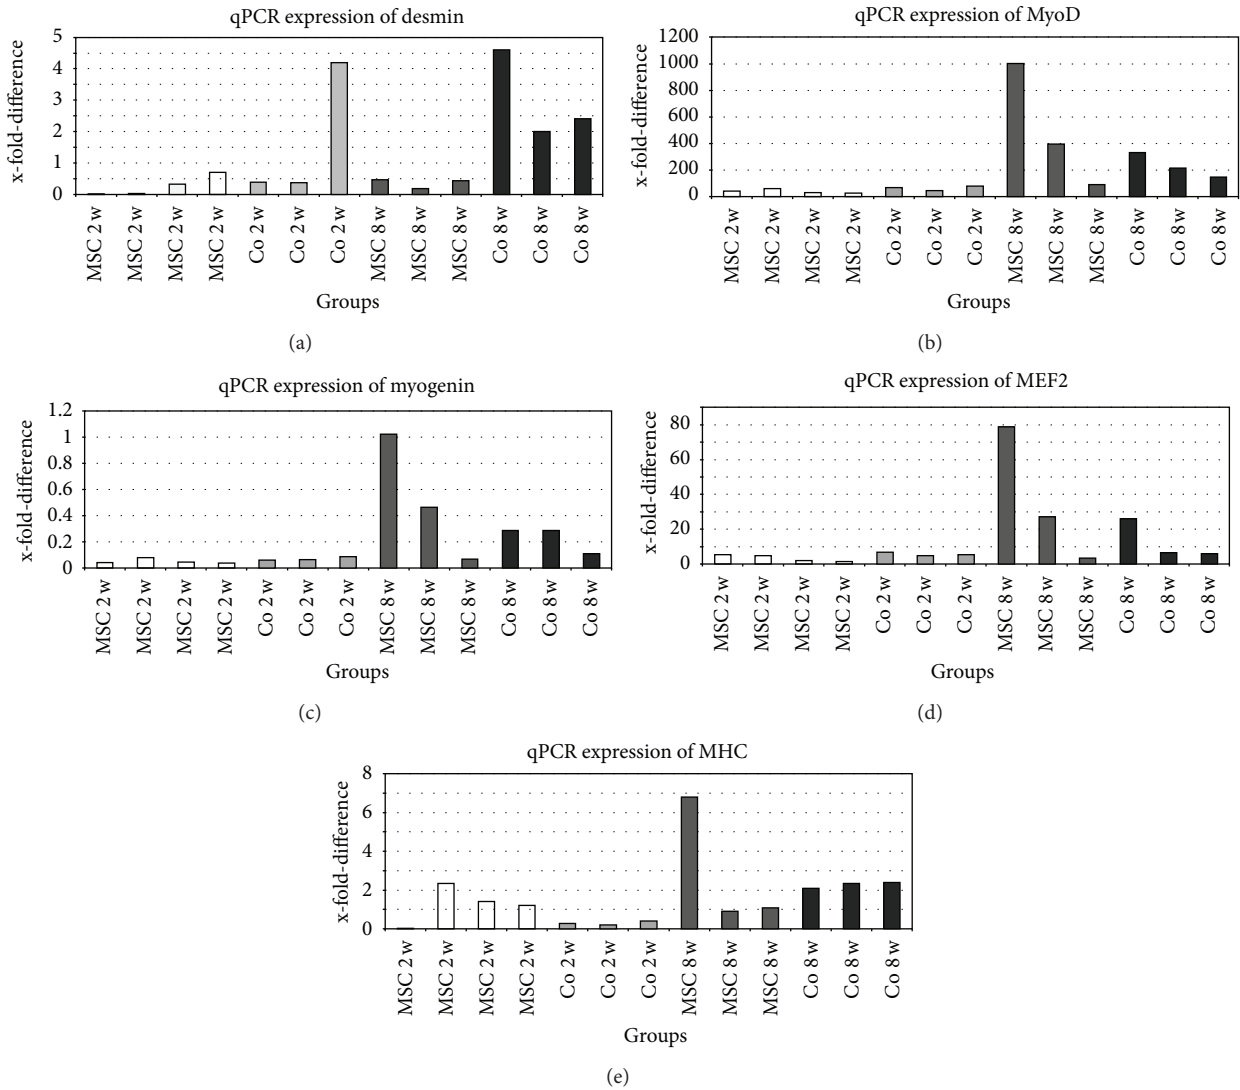 qPCR expression of desmin
x-fold-difference
5
4
3
2
1
0
MSC 2 w
MSC 2 w
MSC 2 w
MSC 2 w
Co 2 w
Co 2 w
Co 2 w
MSC 8 w
MSC 8 w
MSC 8 w
Co 8 w
Co 8 w
Co 8 w
Groups
(a)
qPCR expression of MyoD
x-fold-difference
1200
1000
800
600
400
200
0
MSC 2 w
MSC 2 w
MSC 2 w
MSC 2 w
Co 2 w
Co 2 w
Co 2 w
MSC 8 w
MSC 8 w
MSC 8 w
Co 8 w
Co 8 w
Co 8 w
Groups
(b)
qPCR expression of myogenin
x-fold-difference
1.2
1
0.8
0.6
0.4
0.2
0
MSC 2 w
MSC 2 w
MSC 2 w
MSC 2 w
Co 2 w
Co 2 w
Co 2 w
MSC 8 w
MSC 8 w
MSC 8 w
Co 8 w
Co 8 w
Co 8 w
Groups
(c)
qPCR expression of MEF2
x-fold-difference
80
60
40
20
0
MSC 2 w
MSC 2 w
MSC 2 w
MSC 2 w
Co 2 w
Co 2 w
Co 2 w
MSC 8 w
MSC 8 w
MSC 8 w
Co 8 w
Co 8 w
Co 8 w
Groups
(d)
qPCR expression of MHC
x-fold-difference
8
6
4
2
0
MSC 2 w
MSC 2 w
MSC 2 w
MSC 2 w
Co 2 w
Co 2 w
Co 2 w
MSC 8 w
MSC 8 w
MSC 8 w
Co 8 w
Co 8 w
Co 8 w
Groups
(e)